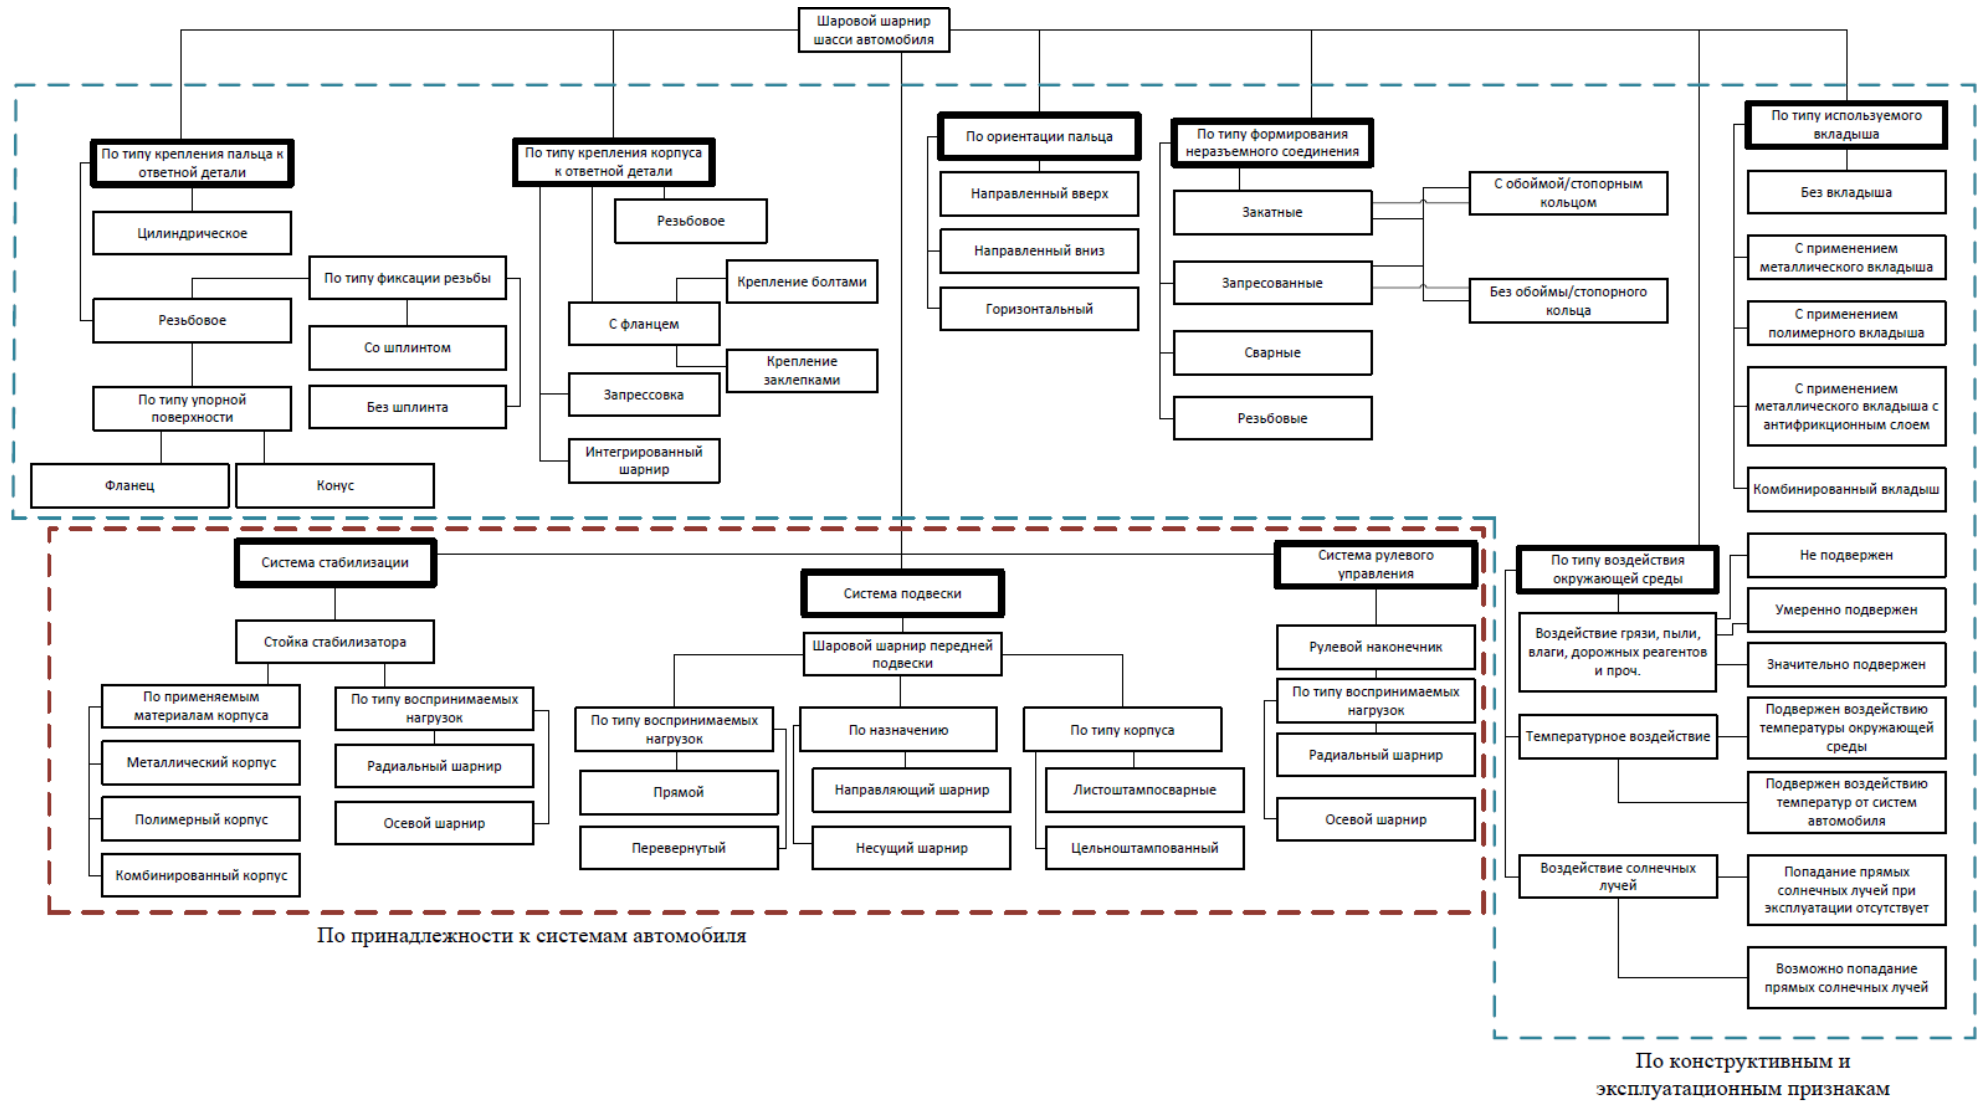 Шаровой шарнир
шасси автомобиля
По типу крепления пальца к
ответной детали
Цилиндрическое
Резьбовое
По типу фиксации резьбы
Со шплинтом
Без шплинта
По типу упорной
поверхности
Фланец
Конус
По типу крепления корпуса
к ответной детали
Резьбовое
С фланцем
Крепление болтами
Крепление
заклепками
Запрессовка
Интегрированный
шарнир
По ориентации пальца
Направленный вверх
Направленный вниз
Горизонтальный
По типу формирования
неразъемного соединения
Закатные
Запресованные
Сварные
Резьбовые
С обоймой/стопорным
кольцом
Без обоймы/стопорного
кольца
По типу используемого
вкладыша
Без вкладыша
С применением
металлического вкладыша
С применением
полимерного вкладыша
С применением
металлического вкладыша с
антифрикционным слоем
Комбинированный вкладыш
Система стабилизации
Стойка стабилизатора
По применяемым
материалам корпуса
Металлический корпус
Полимерный корпус
Комбинированный корпус
По типу воспринимаемых
нагрузок
Радиальный шарнир
Осевой шарнир
Система подвески
Шаровой шарнир передней
подвески
По типу воспринимаемых
нагрузок
Прямой
Перевернутый
По назначению
Направляющий шарнир
Несущий шарнир
По типу корпуса
Листоштампосварные
Цельноштампованный
Система рулевого
управления
Рулевой наконечник
По типу воспринимаемых
нагрузок
Радиальный шарнир
Осевой шарнир
По типу воздействия
окружающей среды
Воздействие грязи, пыли,
влаги, дорожных реагентов
и проч.
Не подвержен
Умеренно подвержен
Значительно подвержен
Температурное воздействие
Подвержен воздействию
температуры окружающей
среды
Подвержен воздействию
температур от систем
автомобиля
Воздействие солнечных
лучей
Попадание прямых
солнечных лучей при
эксплуатации отсутствует
Возможно попадание
прямых солнечных лучей
По принадлежности к системам автомобиля
По конструктивным и
эксплуатационным признакам